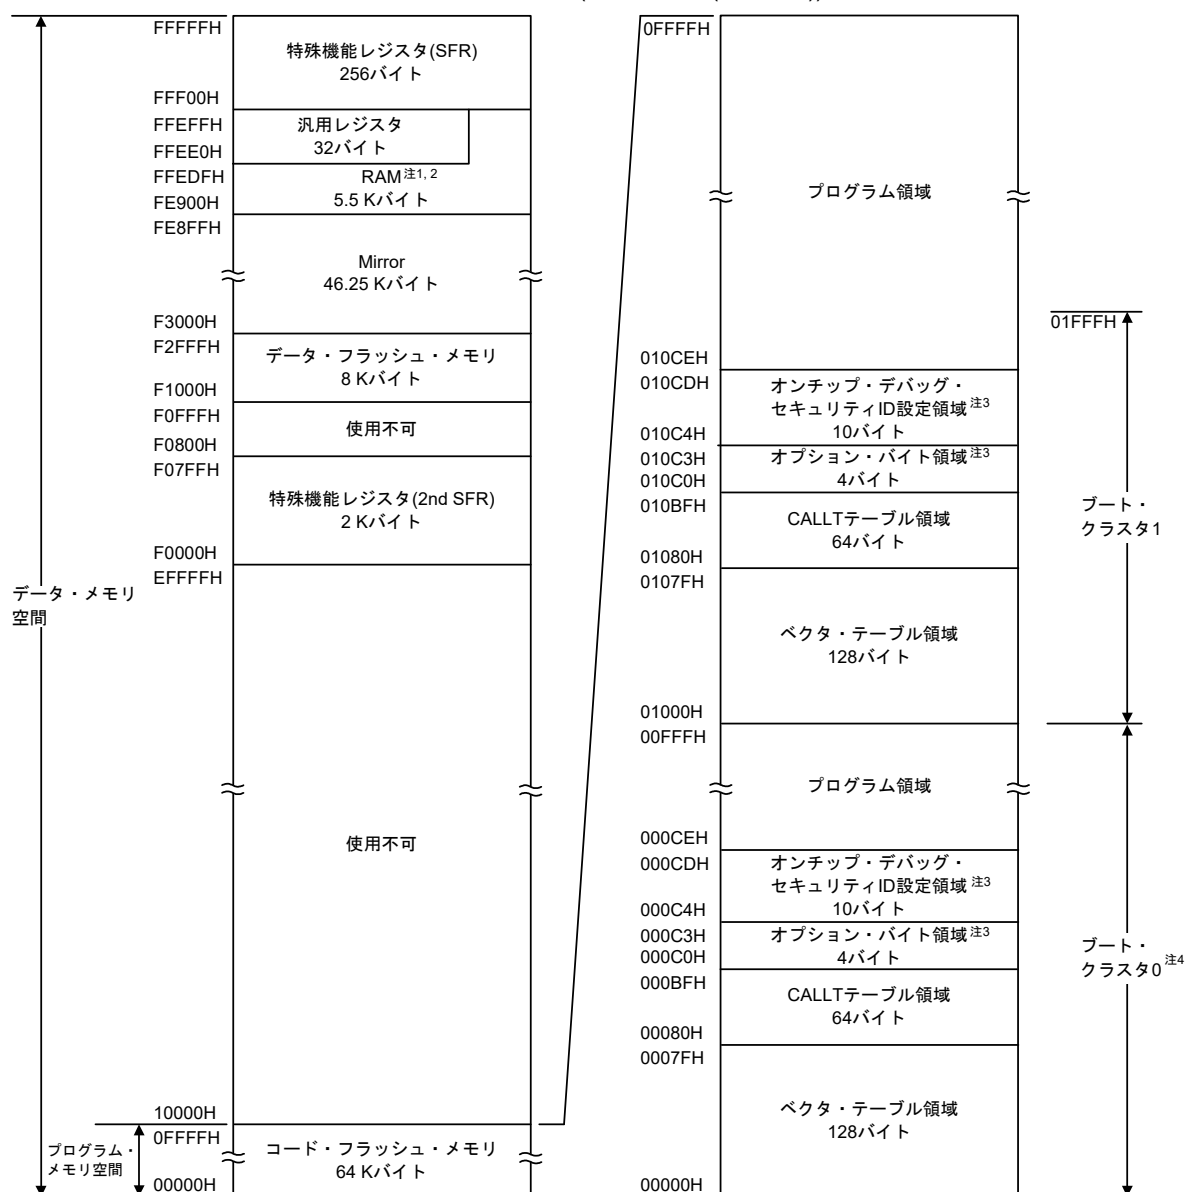 FFFFFH
特殊機能レジスタ(SFR)
256バイト
FFF00H
FFEFFH
汎用レジスタ
32バイト
FFEE0H
FFEDFH
RAM注1, 2
5.5 Kバイト
FE900H
FE8FFH
Mirror
46.25 Kバイト
F3000H
F2FFFH
データ・フラッシュ・メモリ
8 Kバイト
F1000H
F0FFFH
使用不可
F0800H
F07FFH
特殊機能レジスタ(2nd SFR)
2 Kバイト
F0000H
EFFFFH
データ・メモリ
空間
使用不可
10000H
0FFFFH
プログラム・
メモリ空間
コード・フラッシュ・メモリ
64 Kバイト
00000H
0FFFFH
プログラム領域
01FFFH
010CEH
010CDH
オンチップ・デバッグ・
セキュリティID設定領域注3
10バイト
010C4H
010C3H
オプション・バイト領域注3
4バイト
010C0H
010BFH
CALLTテーブル領域
64バイト
ブート・
クラスタ1
01080H
0107FH
ベクタ・テーブル領域
128バイト
01000H
00FFFH
プログラム領域
000CEH
000CDH
オンチップ・デバッグ・
セキュリティID設定領域注3
10バイト
000C4H
000C3H
オプション・バイト領域注3
4バイト
000C0H
000BFH
ブート・
クラスタ0注4
CALLTテーブル領域
64バイト
00080H
0007FH
ベクタ・テーブル領域
128バイト
00000H